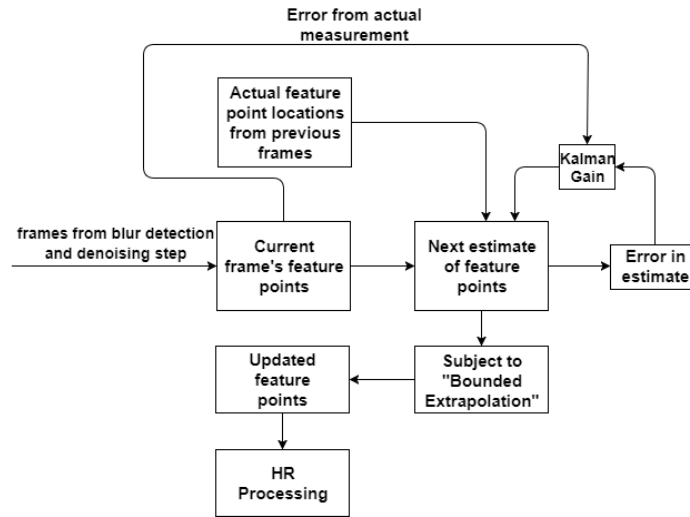 Error from actual
measurement
Actual feature
point locations
from previous
frames
Kalman
Gain
frames from blur detection
and denoising step
Current
frame's feature
points
Next estimate
of feature
points
Error in
estimate
Updated
feature
points
Subject to
"Bounded
Extrapolation"
HR
Processing